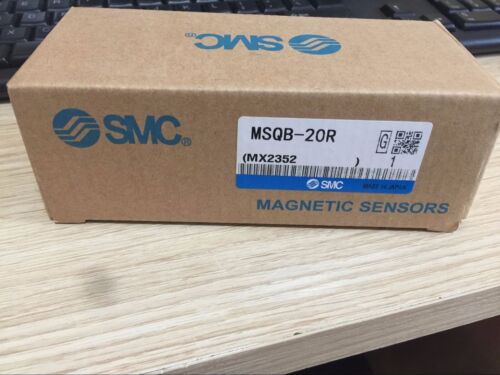 SMC®
SMC®
MSQB-20R
G
(MX2352 ) 1
SMC
MADE IN JAPAN
MAGNETIC SENSORS